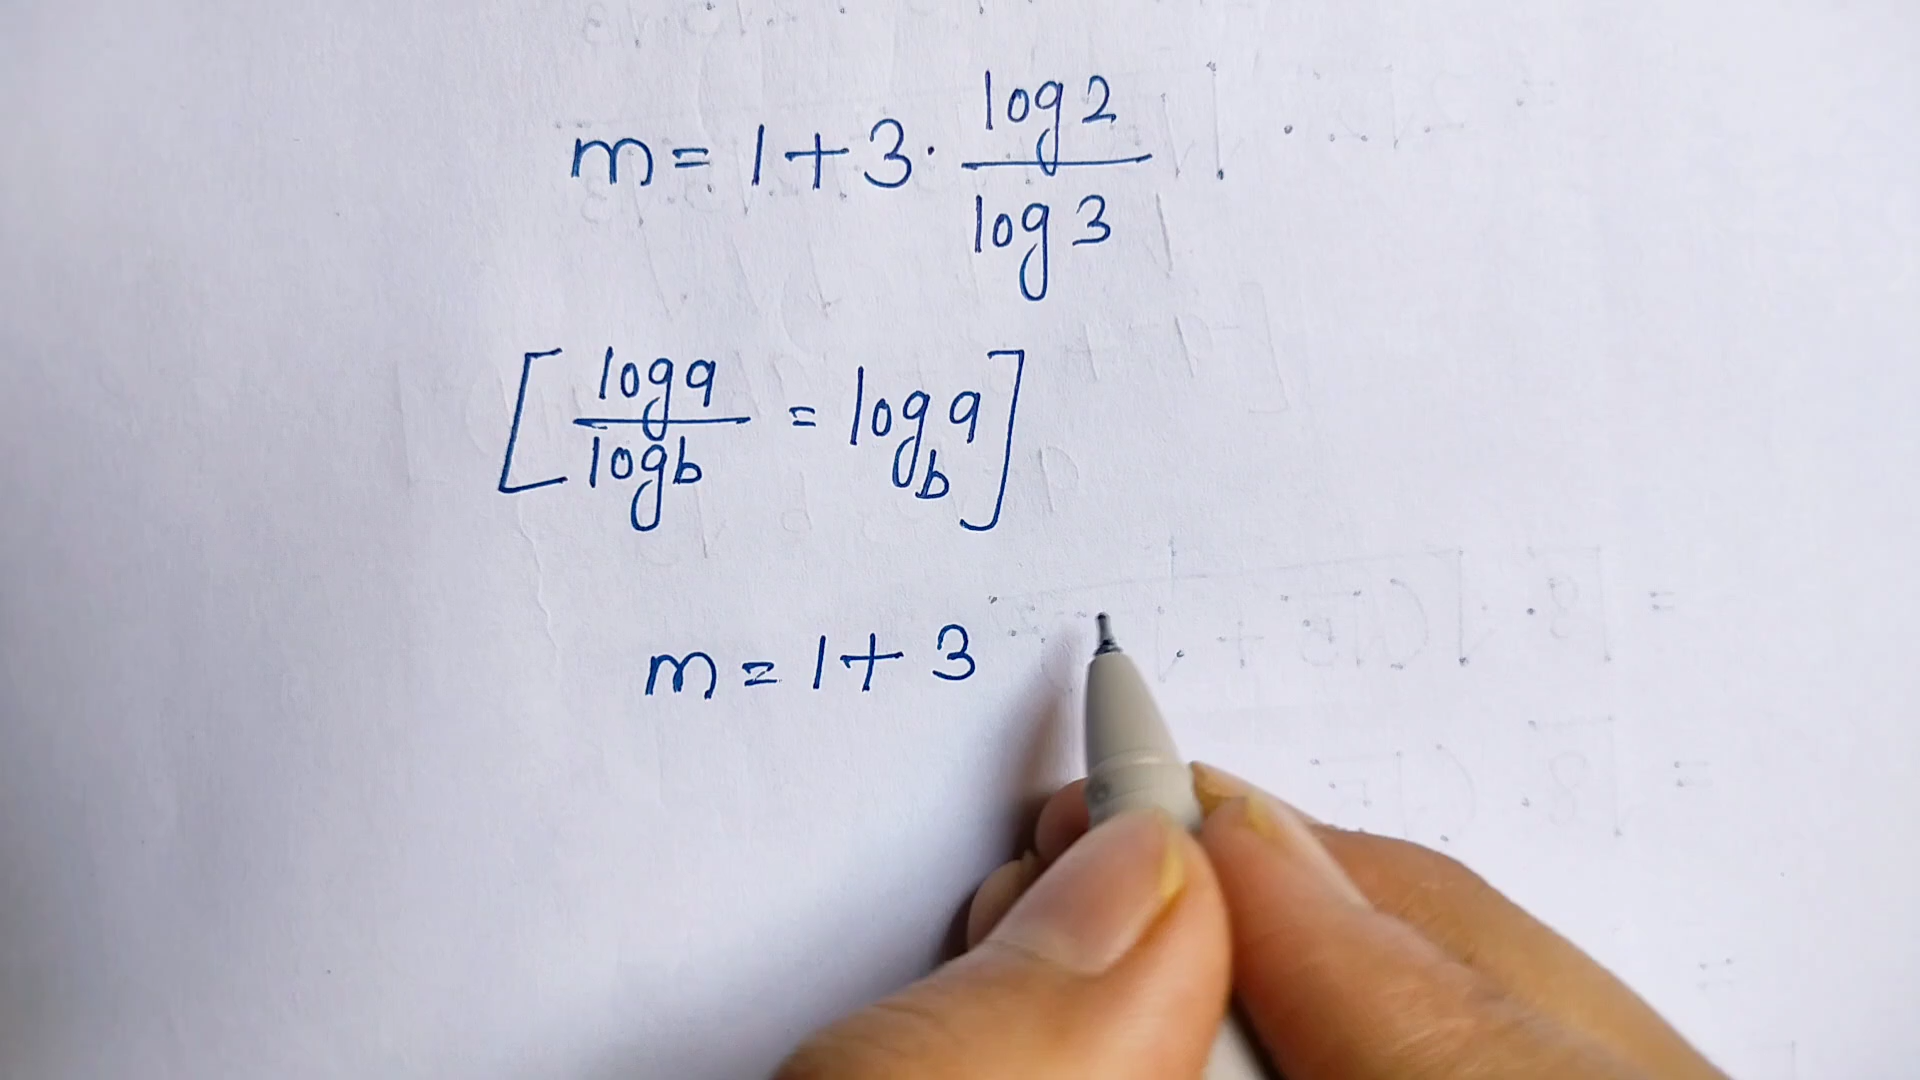 m = 1 + 3 · log 2 / log 3
[ log a / log b = log_b a ]
m = 1 + 3